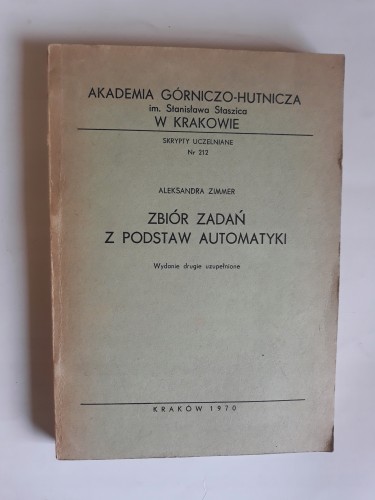 AKADEMIA GÓRNICZO-HUTNICZA
im. Stanisława Staszica
W KRAKOWIE
SKRYPTY UCZELNIANE
Nr 212
ALEKSANDRA ZIMMER
ZBIÓR ZADAŃ
Z PODSTAW AUTOMATYKI
Wydanie drugie uzupełnione
KRAKÓW 1970